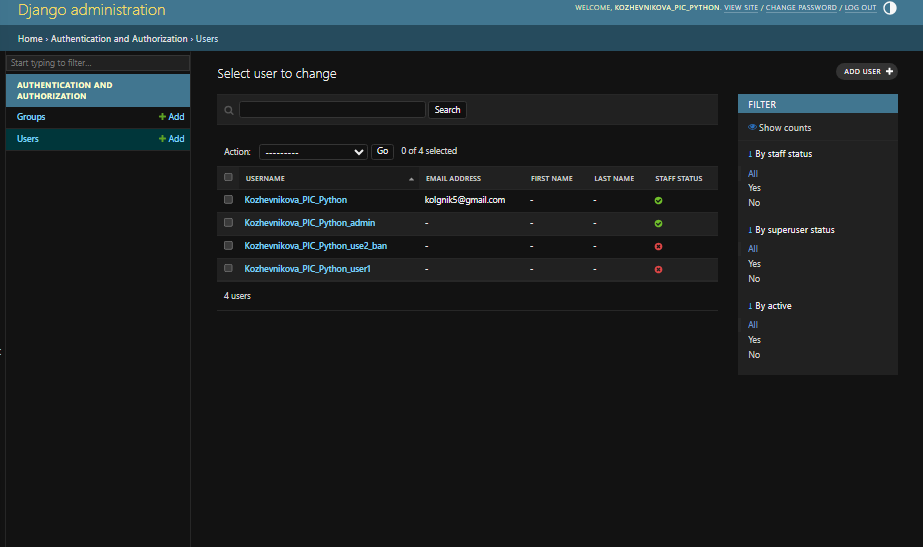 Django administration
WELCOME, KOZHEVNIKOVA_PIC_PYTHON. VIEW SITE / CHANGE PASSWORD / LOG OUT
Home › Authentication and Authorization › Users
Start typing to filter...
AUTHENTICATION AND
AUTHORIZATION
Groups + Add
Users + Add
Select user to change
ADD USER +
Search
Action: --------- Go 0 of 4 selected
USERNAME EMAIL ADDRESS FIRST NAME LAST NAME STAFF STATUS
Kozhevnikova_PIC_Python kolgnik5@gmail.com - -
Kozhevnikova_PIC_Python_admin - - -
Kozhevnikova_PIC_Python_use2_ban - - -
Kozhevnikova_PIC_Python_user1 - - -
4 users
FILTER
Show counts
↓ By staff status
All
Yes
No
↓ By superuser status
All
Yes
No
↓ By active
All
Yes
No